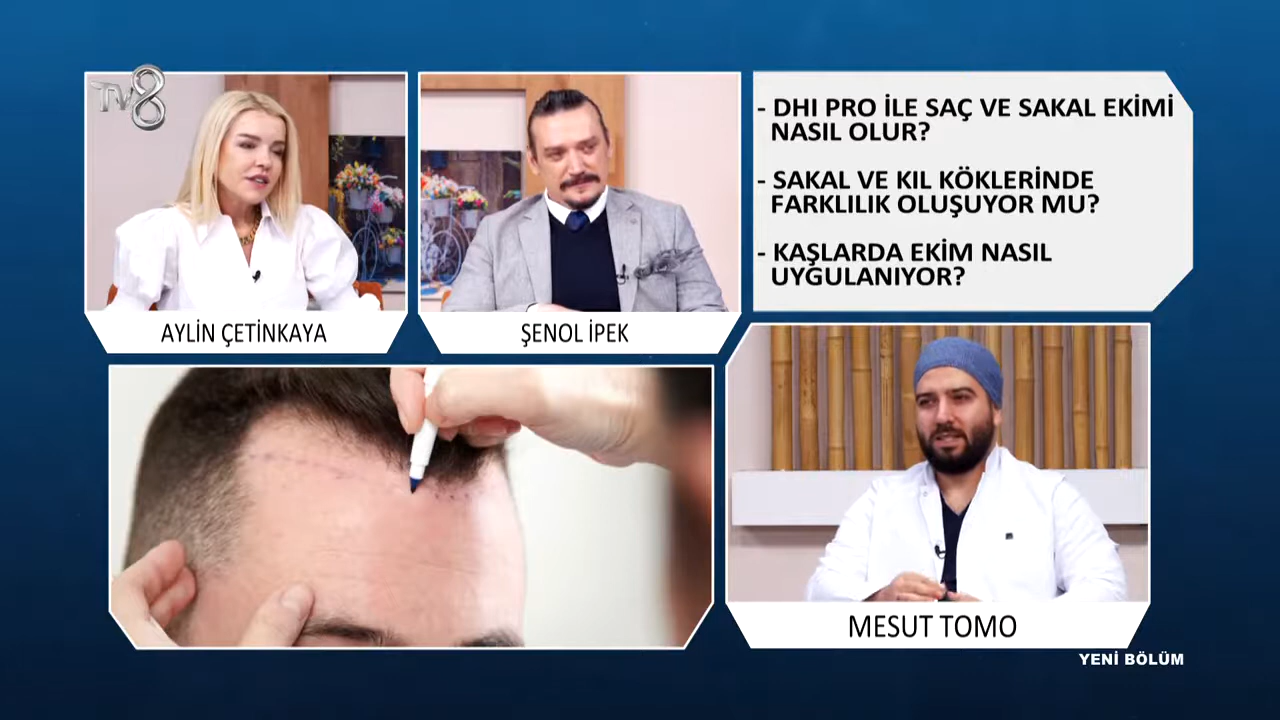 TV8
- DHI PRO İLE SAÇ VE SAKAL EKİMİ
NASIL OLUR?
- SAKAL VE KIL KÖKLERİNDE
FARKLILIK OLUŞUYOR MU?
- KAŞLARDA EKİM NASIL
UYGULANIYOR?
AYLİN ÇETİNKAYA
ŞENOL İPEK
MESUT TOMO
YENİ BÖLÜM